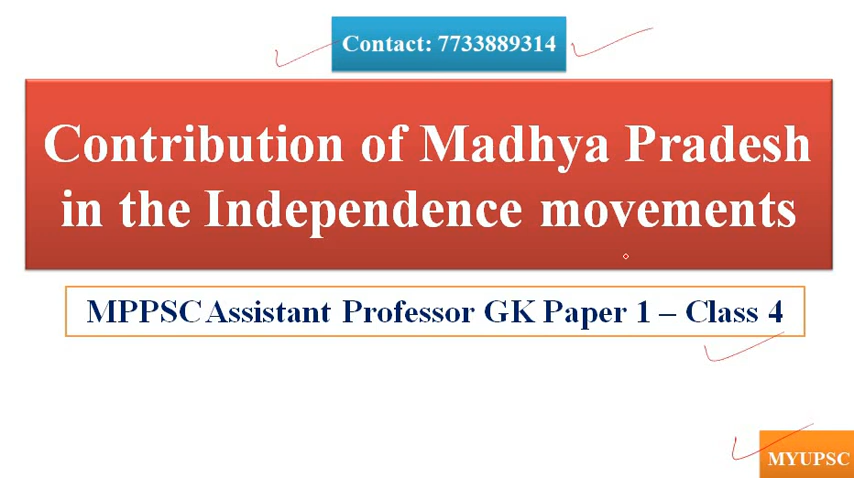 Contact: 7733889314
Contribution of Madhya Pradesh
in the Independence movements
MPPSC Assistant Professor GK Paper 1 – Class 4
MYUPSC